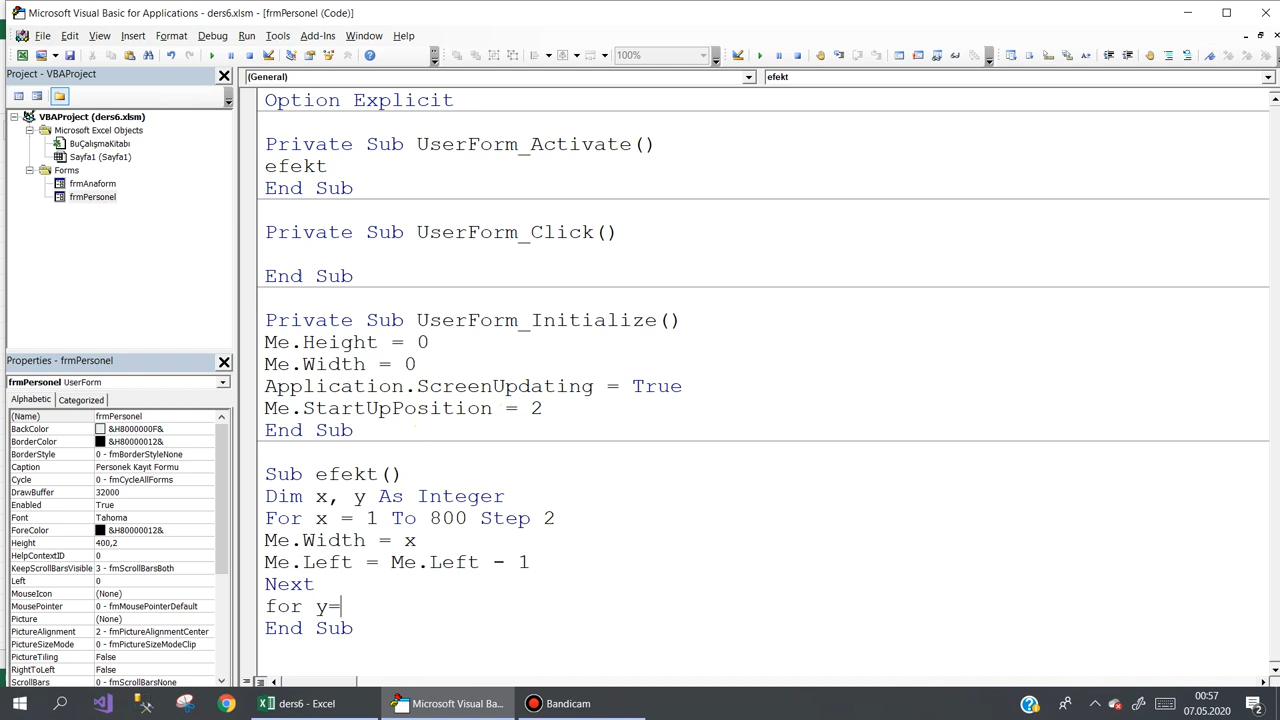 Microsoft Visual Basic for Applications - ders6.xlsm - [frmPersonel (Code)]
File Edit View Insert Format Debug Run Tools Add-Ins Window Help
100%
Project - VBAProject
VBAProject (ders6.xlsm)
Microsoft Excel Objects
BuÇalışmaKitabı
Sayfa1 (Sayfa1)
Forms
frmAnaform
frmPersonel
Properties - frmPersonel
frmPersonel UserForm
Alphabetic Categorized
(Name) frmPersonel
BackColor &H8000000F&
BorderColor &H80000012&
BorderStyle 0 - fmBorderStyleNone
Caption Personek Kayıt Formu
Cycle 0 - fmCycleAllForms
DrawBuffer 32000
Enabled True
Font Tahoma
ForeColor &H80000012&
Height 400,2
HelpContextID 0
KeepScrollBarsVisible 3 - fmScrollBarsBoth
Left 0
MouseIcon (None)
MousePointer 0 - fmMousePointerDefault
Picture (None)
PictureAlignment 2 - fmPictureAlignmentCenter
PictureSizeMode 0 - fmPictureSizeModeClip
PictureTiling False
RightToLeft False
ScrollBars 0 - fmScrollBarsNone
(General) efekt
Option Explicit
Private Sub UserForm_Activate()
efekt
End Sub
Private Sub UserForm_Click()
End Sub
Private Sub UserForm_Initialize()
Me.Height = 0
Me.Width = 0
Application.ScreenUpdating = True
Me.StartUpPosition = 2
End Sub
Sub efekt()
Dim x, y As Integer
For x = 1 To 800 Step 2
Me.Width = x
Me.Left = Me.Left - 1
Next
for y=
End Sub
ders6 - Excel
Microsoft Visual Ba...
Bandicam
00:57
07.05.2020
2